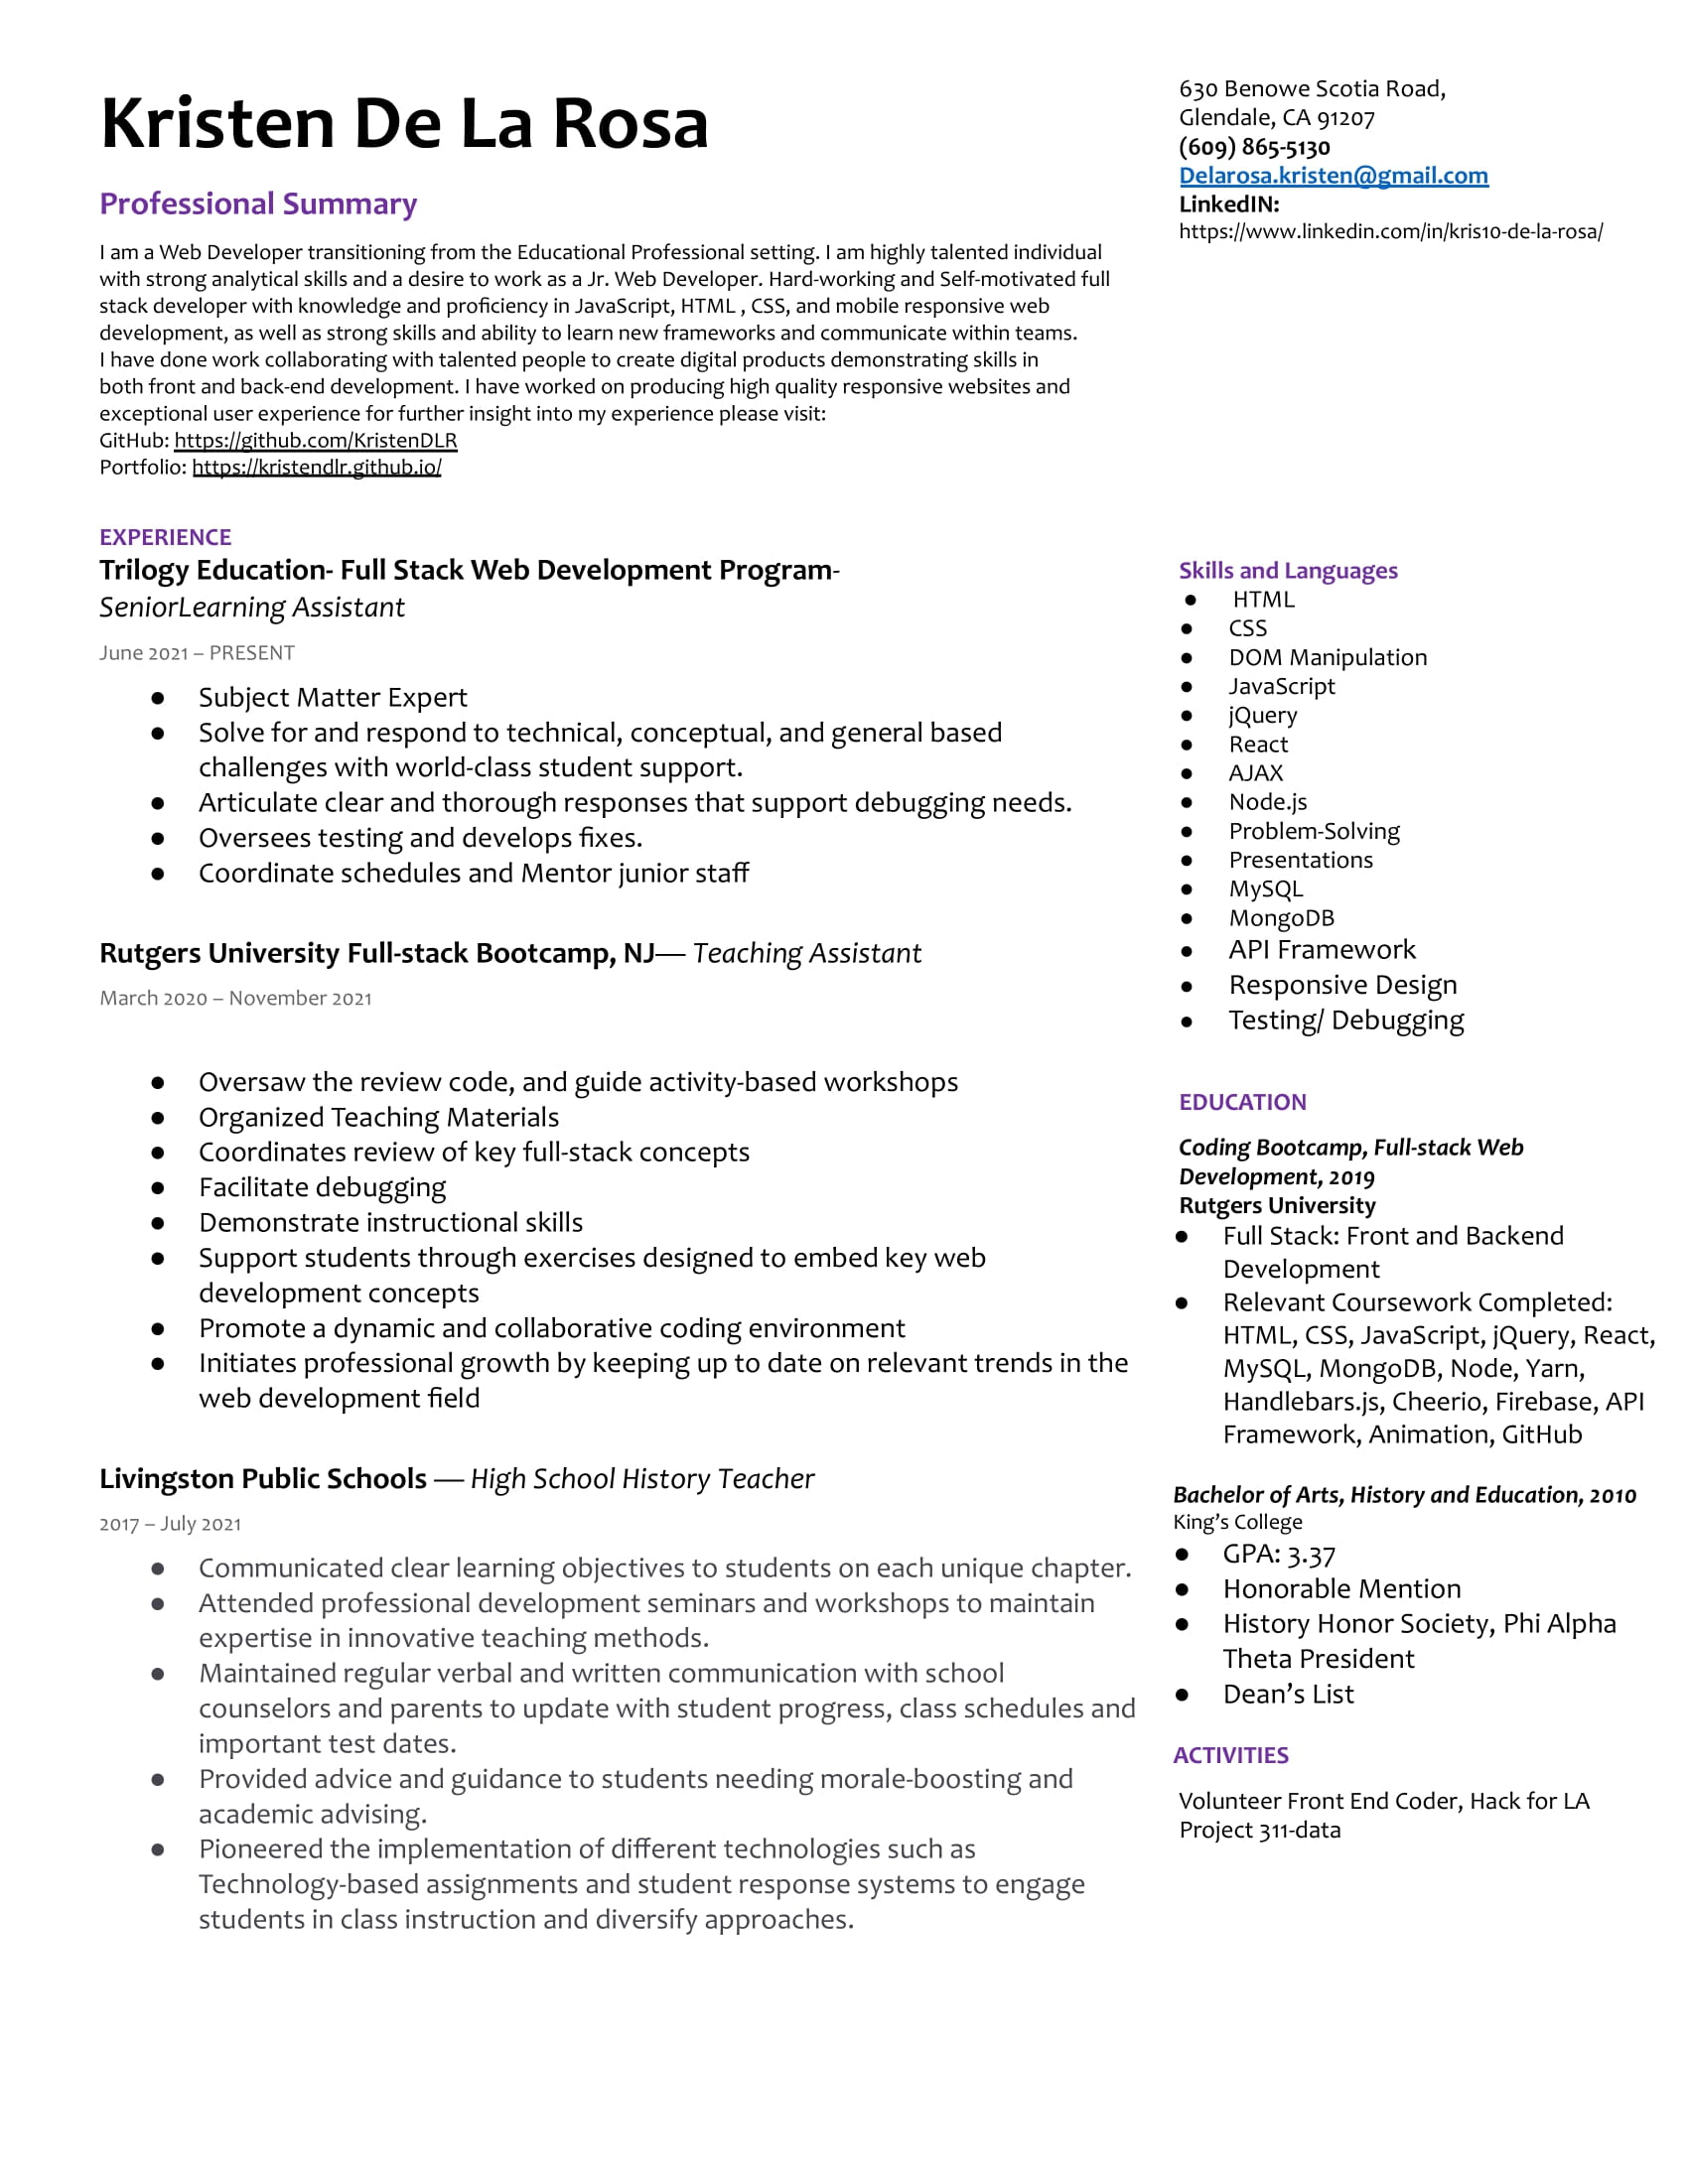 Kristen De La Rosa
Professional Summary
I am a Web Developer transitioning from the Educational Professional setting. I am highly talented individual
with strong analytical skills and a desire to work as a Jr. Web Developer. Hard-working and Self-motivated full
stack developer with knowledge and proficiency in JavaScript, HTML , CSS, and mobile responsive web
development, as well as strong skills and ability to learn new frameworks and communicate within teams.
I have done work collaborating with talented people to create digital products demonstrating skills in
both front and back-end development. I have worked on producing high quality responsive websites and
exceptional user experience for further insight into my experience please visit:
GitHub: https://github.com/KristenDLR
Portfolio: https://kristendlr.github.io/
630 Benowe Scotia Road,
Glendale, CA 91207
(609) 865-5130
Delarosa.kristen@gmail.com
LinkedIN:
https://www.linkedin.com/in/kris10-de-la-rosa/
EXPERIENCE
Trilogy Education- Full Stack Web Development Program-
SeniorLearning Assistant
June 2021 – PRESENT
● Subject Matter Expert
● Solve for and respond to technical, conceptual, and general based
challenges with world-class student support.
● Articulate clear and thorough responses that support debugging needs.
● Oversees testing and develops fixes.
● Coordinate schedules and Mentor junior staff
Rutgers University Full-stack Bootcamp, NJ— Teaching Assistant
March 2020 – November 2021
● Oversaw the review code, and guide activity-based workshops
● Organized Teaching Materials
● Coordinates review of key full-stack concepts
● Facilitate debugging
● Demonstrate instructional skills
● Support students through exercises designed to embed key web
development concepts
● Promote a dynamic and collaborative coding environment
● Initiates professional growth by keeping up to date on relevant trends in the
web development field
Livingston Public Schools — High School History Teacher
2017 – July 2021
● Communicated clear learning objectives to students on each unique chapter.
● Attended professional development seminars and workshops to maintain
expertise in innovative teaching methods.
● Maintained regular verbal and written communication with school
counselors and parents to update with student progress, class schedules and
important test dates.
● Provided advice and guidance to students needing morale-boosting and
academic advising.
● Pioneered the implementation of different technologies such as
Technology-based assignments and student response systems to engage
students in class instruction and diversify approaches.
Skills and Languages
● HTML
● CSS
● DOM Manipulation
● JavaScript
● jQuery
● React
● AJAX
● Node.js
● Problem-Solving
● Presentations
● MySQL
● MongoDB
● API Framework
● Responsive Design
● Testing/ Debugging
EDUCATION
Coding Bootcamp, Full-stack Web
Development, 2019
Rutgers University
● Full Stack: Front and Backend
Development
● Relevant Coursework Completed:
HTML, CSS, JavaScript, jQuery, React,
MySQL, MongoDB, Node, Yarn,
Handlebars.js, Cheerio, Firebase, API
Framework, Animation, GitHub
Bachelor of Arts, History and Education, 2010
King’s College
● GPA: 3.37
● Honorable Mention
● History Honor Society, Phi Alpha
Theta President
● Dean’s List
ACTIVITIES
Volunteer Front End Coder, Hack for LA
Project 311-data